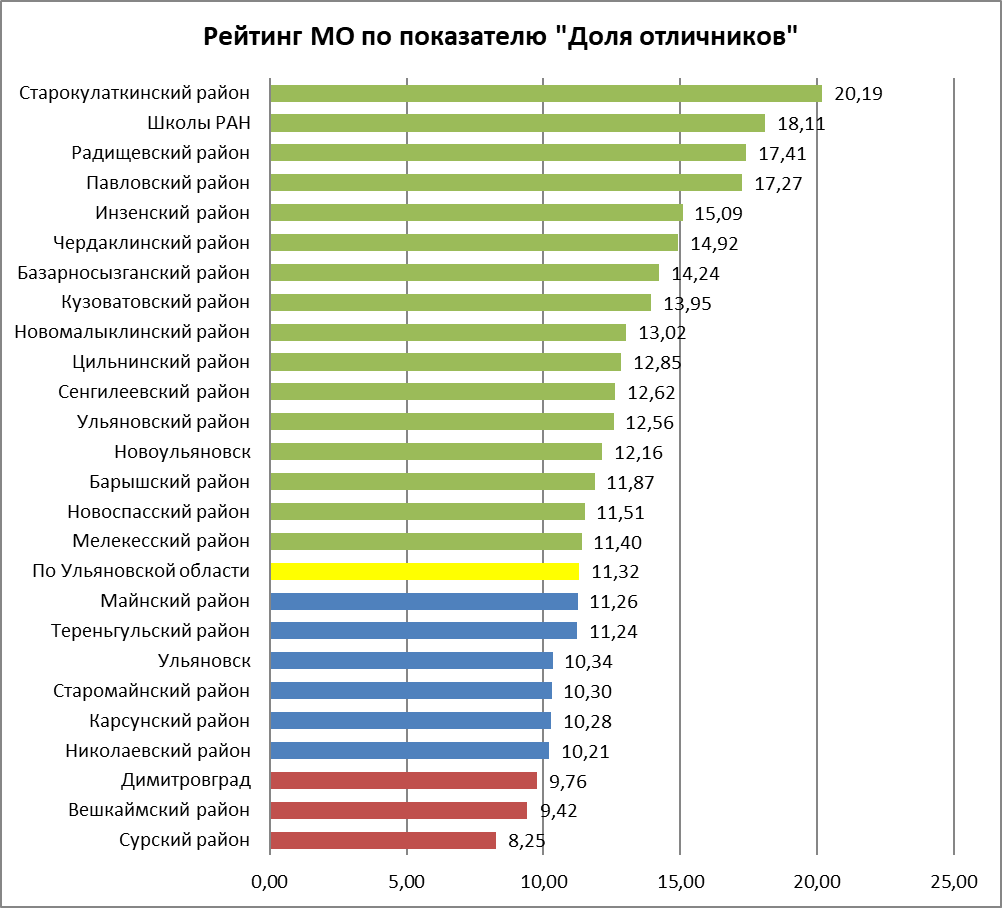 Рейтинг МО по показателю "Доля отличников"
Старокулаткинский район 20,19
Школы РАН 18,11
Радищевский район 17,41
Павловский район 17,27
Инзенский район 15,09
Чердаклинский район 14,92
Базарносызганский район 14,24
Кузоватовский район 13,95
Новомалыклинский район 13,02
Цильнинский район 12,85
Сенгилеевский район 12,62
Ульяновский район 12,56
Новоульяновск 12,16
Барышский район 11,87
Новоспасский район 11,51
Мелекесский район 11,40
По Ульяновской области 11,32
Майнский район 11,26
Тереньгульский район 11,24
Ульяновск 10,34
Старомайнский район 10,30
Карсунский район 10,28
Николаевский район 10,21
Димитровград 9,76
Вешкаймский район 9,42
Сурский район 8,25
0,00 5,00 10,00 15,00 20,00 25,00